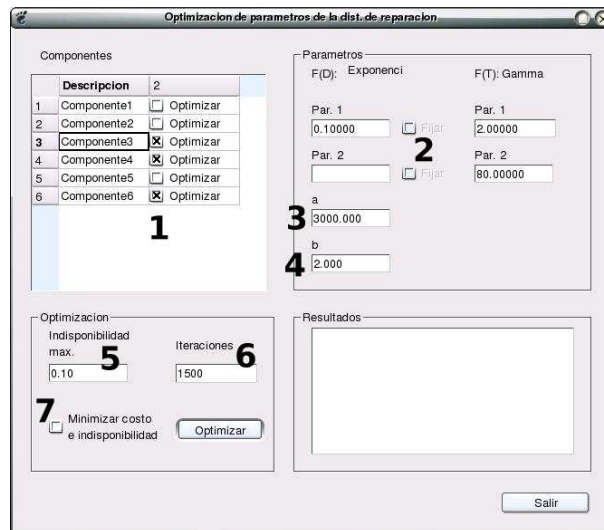 Optimizacion de parametros de la dist. de reparacion
Componentes
Descripcion 2
1 Componente1 Optimizar
2 Componente2 Optimizar
3 Componente3 Optimizar
4 Componente4 Optimizar
5 Componente5 Optimizar
6 Componente6 Optimizar
1
Parametros
F(D): Exponenci F(T): Gamma
Par. 1 Par. 1
0.10000 Fijar 2.00000
2
Par. 2 Par. 2
Fijar 80.00000
a
3 3000.000
b
4 2.000
Optimizacion
Indisponibilidad
max. 5 Iteraciones 6
0.10 1500
7 Minimizar costo
e indisponibilidad Optimizar
Resultados
Salir